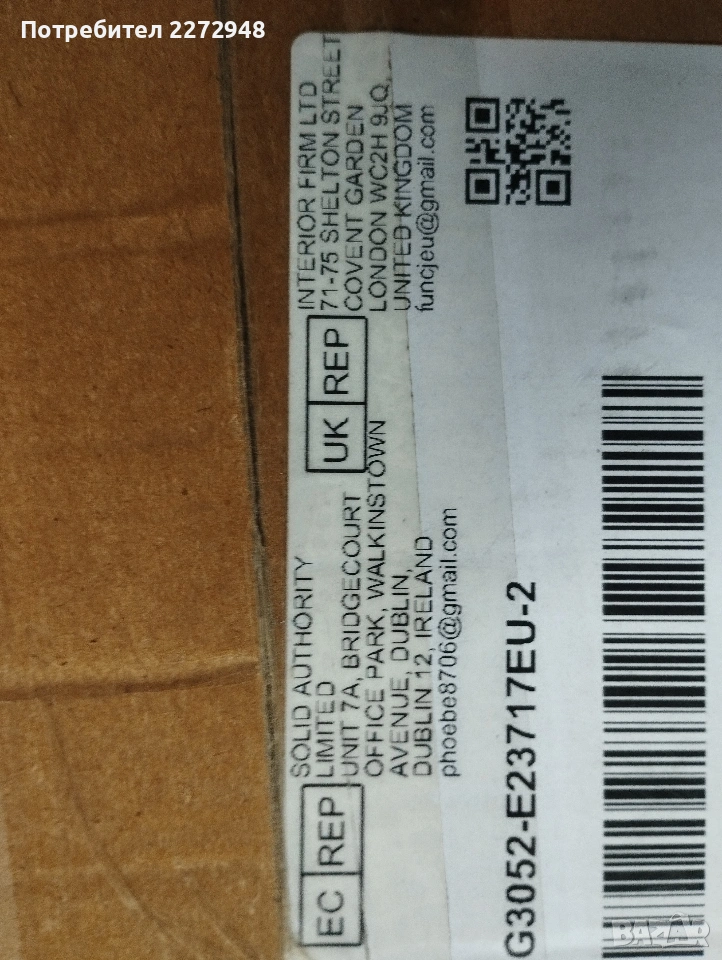 Потребител 2272948
EC REP
SOLID AUTHORITY
LIMITED
UNIT 7A, BRIDGECOURT
OFFICE PARK, WALKINSTOWN
AVENUE, DUBLIN,
DUBLIN 12, IRELAND
phoebe8706@gmail.com
UK REP
INTERIOR FIRM LTD
71-75 SHELTON STREET
COVENT GARDEN
LONDON WC2H 9JQ,
UNITED KINGDOM
funcjeu@gmail.com
G3052-E23717EU-2
BAZAR